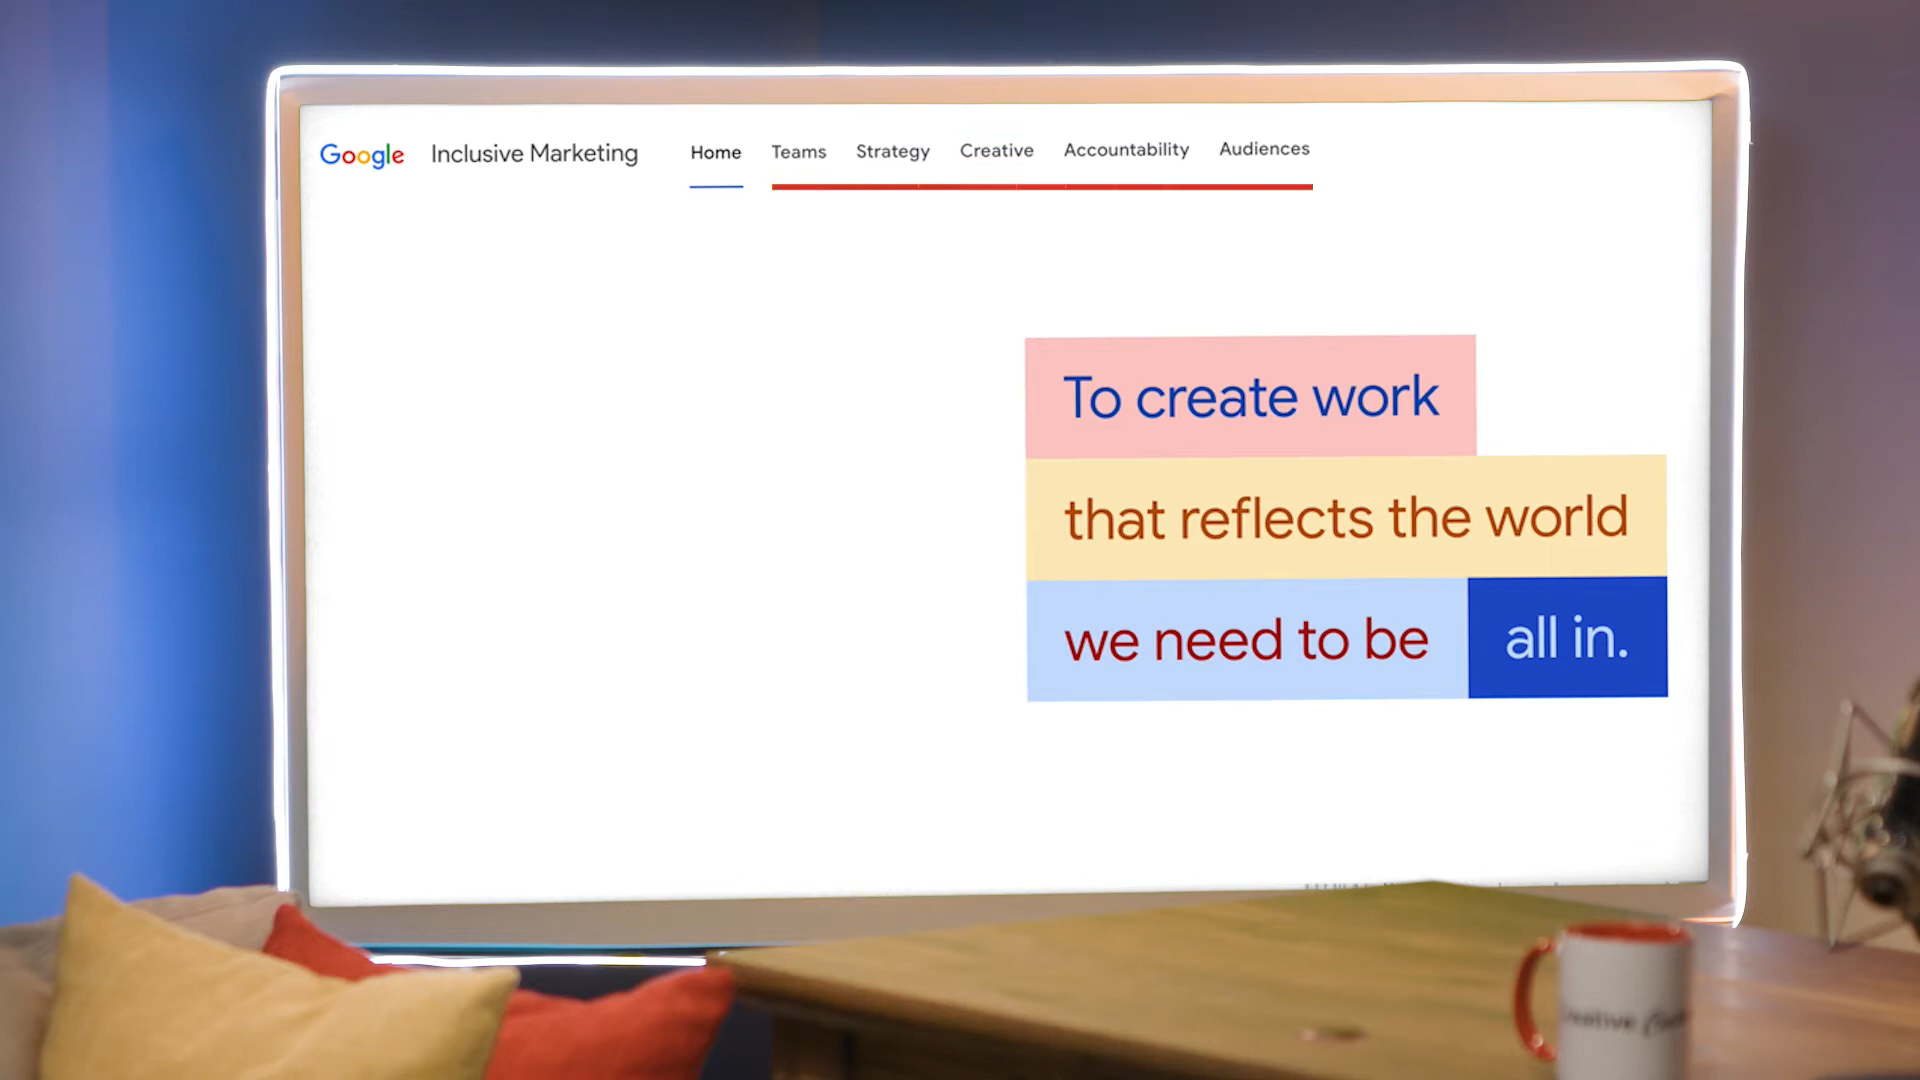 Google Inclusive Marketing Home Teams Strategy Creative Accountability Audiences
To create work
that reflects the world
we need to be all in.